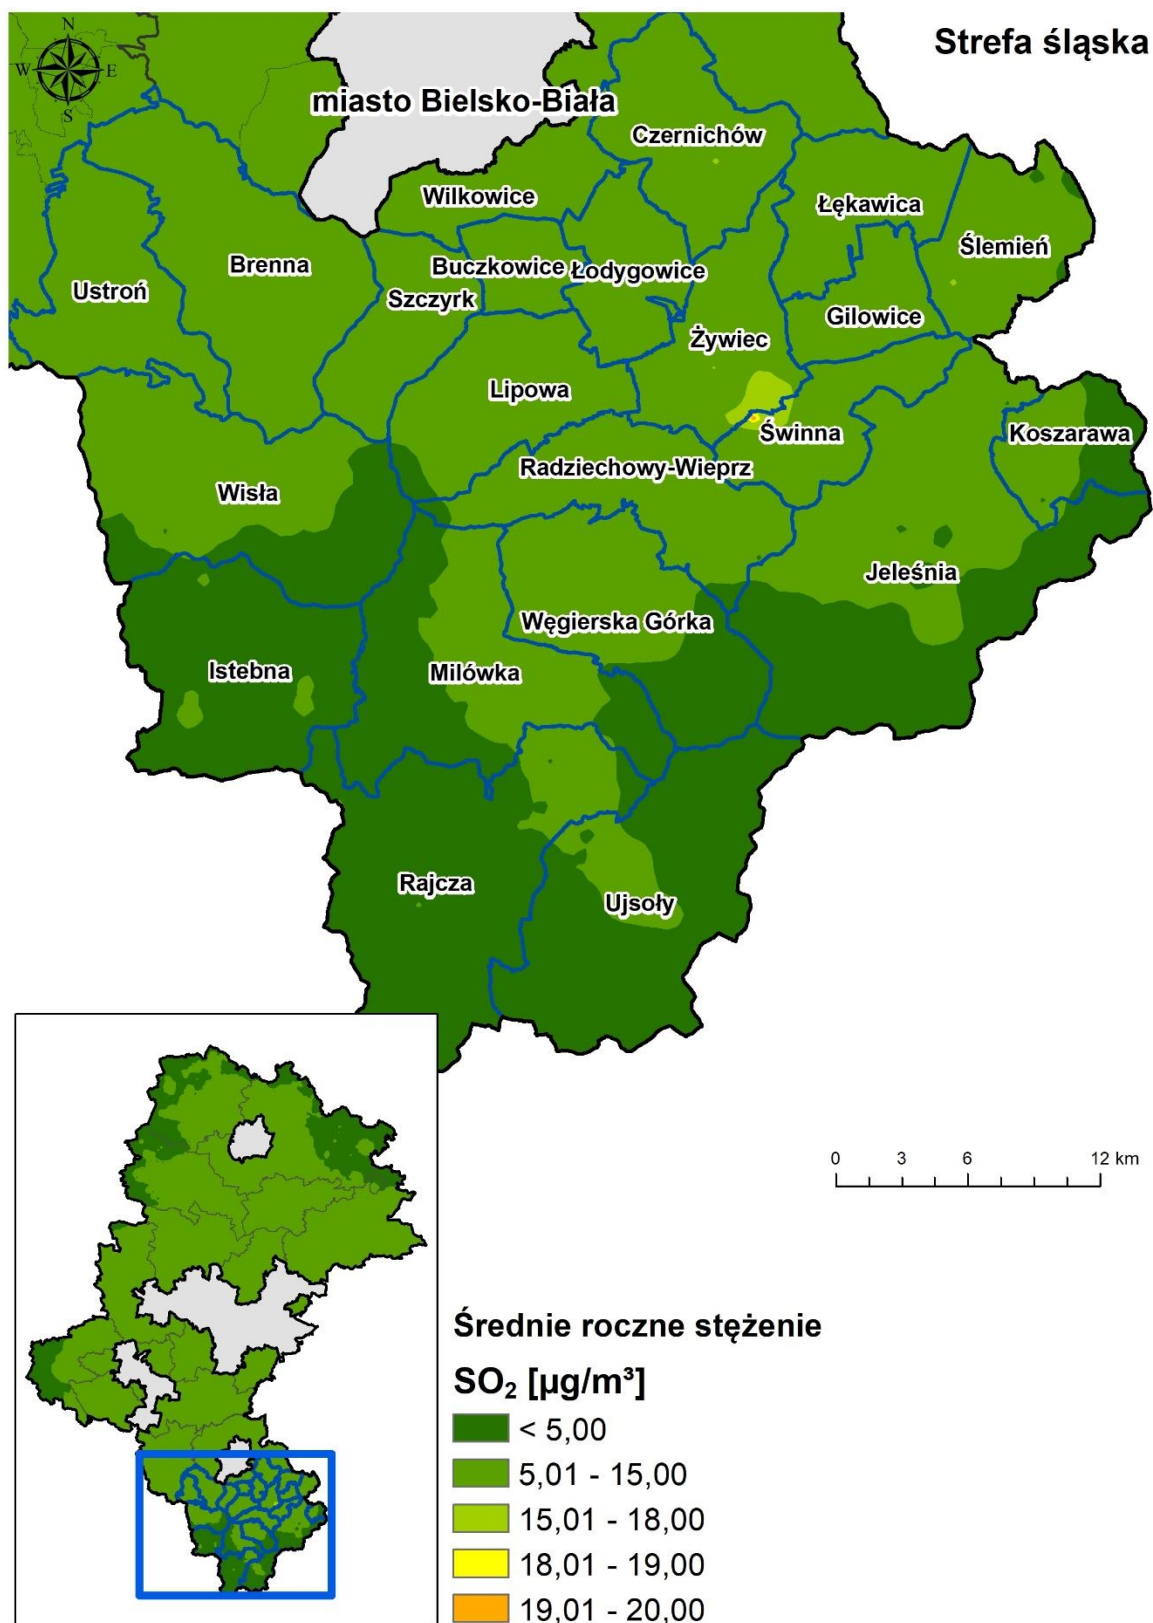 Strefa śląska
N
W E
S
miasto Bielsko-Biała
Czernichów
Wilkowice
Łękawica
Ślemień
Brenna
Buczkowice
Łodygowice
Ustroń
Szczyrk
Gilowice
Żywiec
Lipowa
Świnna
Koszarawa
Radziechowy-Wieprz
Wisła
Jeleśnia
Węgierska Górka
Istebna
Milówka
Rajcza
Ujsoły
0 3 6 12 km
Średnie roczne stężenie
SO₂ [µg/m³]
< 5,00
5,01 - 15,00
15,01 - 18,00
18,01 - 19,00
19,01 - 20,00